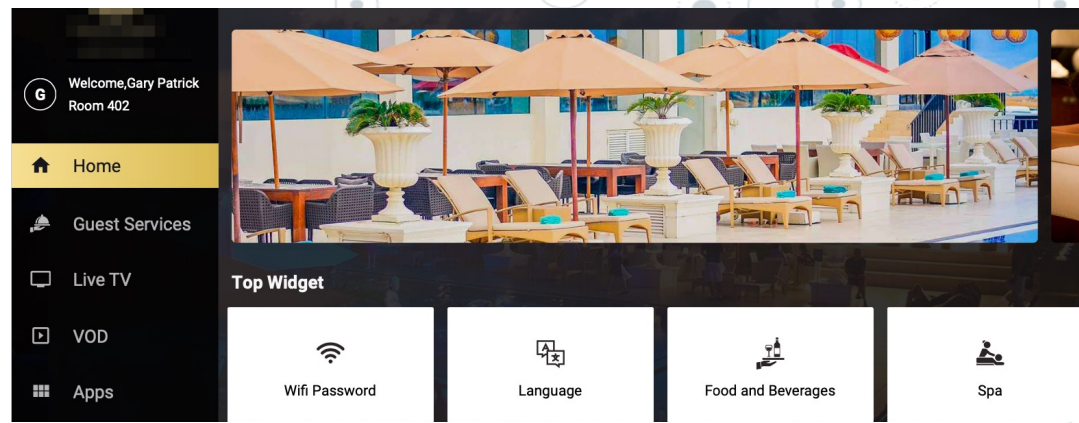 G
Welcome,Gary Patrick
Room 402
Home
Guest Services
Live TV
VOD
Apps
Top Widget
Wifi Password
Language
Food and Beverages
Spa